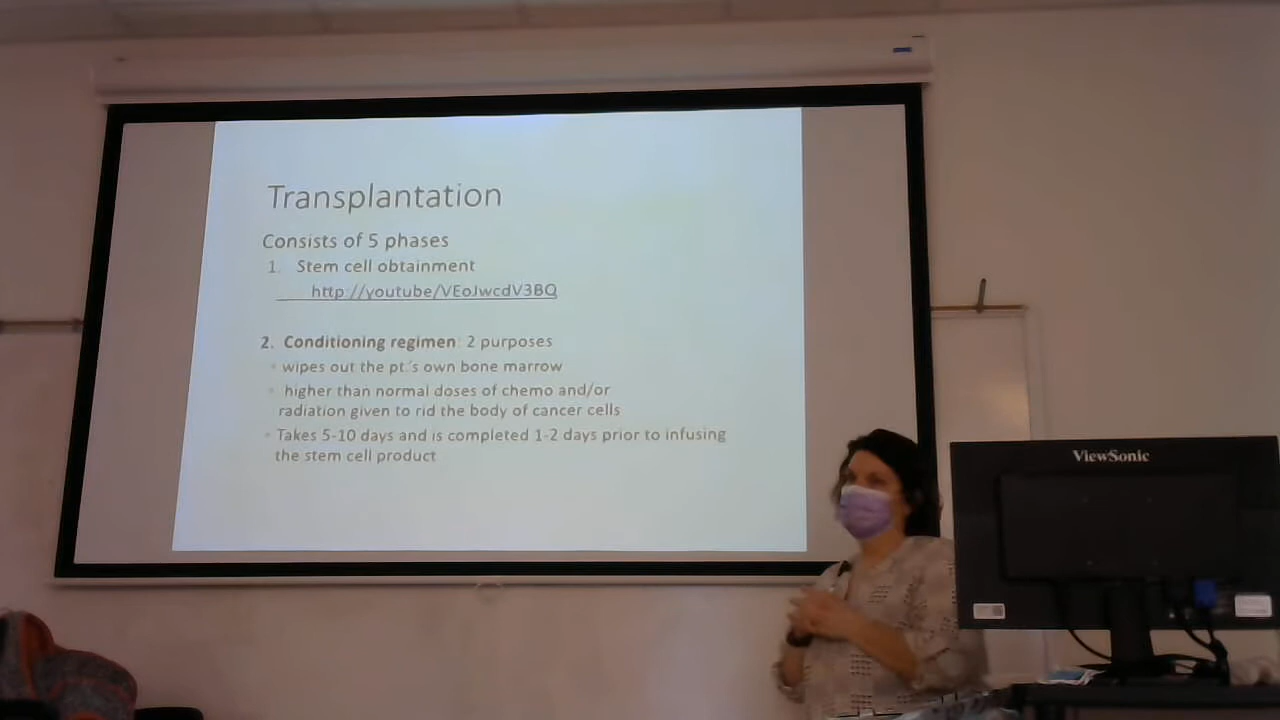 Transplantation
Consists of 5 phases
1. Stem cell obtainment
http://youtube/VEoJwcdV3BQ
2. Conditioning regimen: 2 purposes
• wipes out the pt.'s own bone marrow
• higher than normal doses of chemo and/or
radiation given to rid the body of cancer cells
• Takes 5-10 days and is completed 1-2 days prior to infusing
the stem cell product
ViewSonic